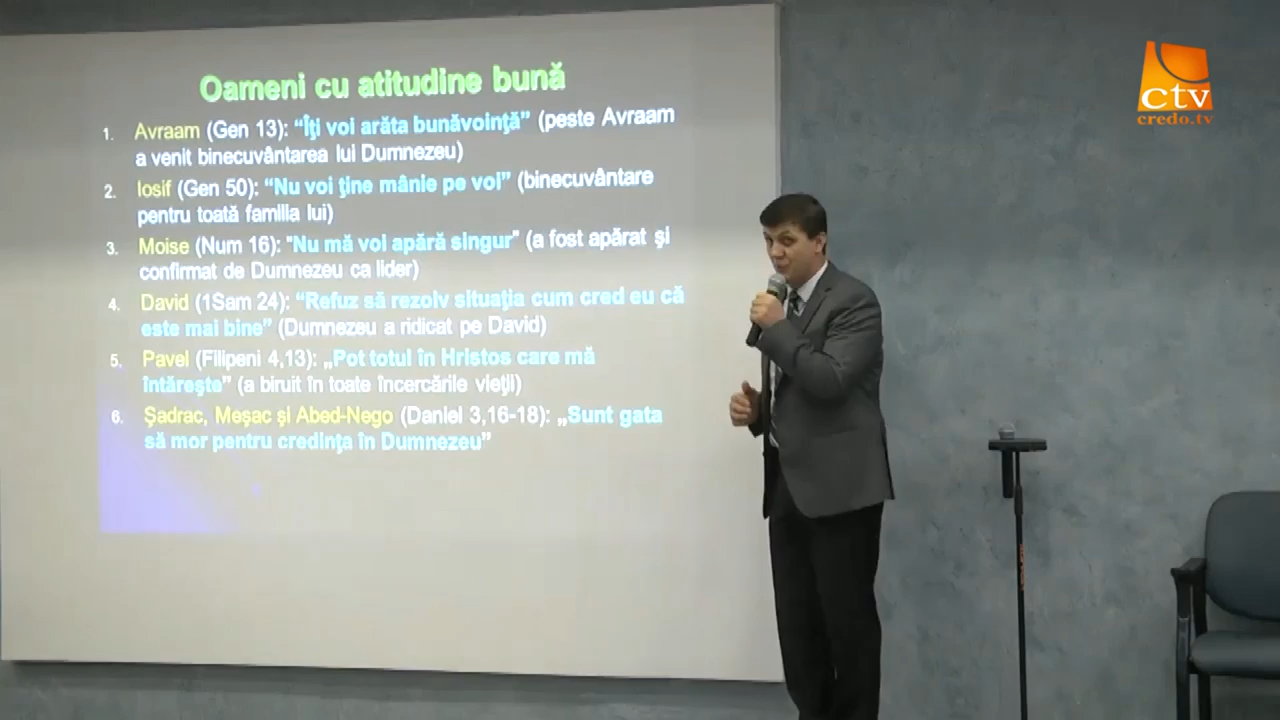 Oameni cu atitudine bună
1. Avraam (Gen 13): “Îţi voi arăta bunăvoinţă” (peste Avraam
a venit binecuvântarea lui Dumnezeu)
2. Iosif (Gen 50): “Nu voi ţine mânie pe voi” (binecuvântare
pentru toată familia lui)
3. Moise (Num 16): "Nu mă voi apără singur" (a fost apărat şi
confirmat de Dumnezeu ca lider)
4. David (1Sam 24): “Refuz să rezolv situaţia cum cred eu că
este mai bine” (Dumnezeu a ridicat pe David)
5. Pavel (Filipeni 4,13): „Pot totul în Hristos care mă
întăreşte” (a biruit în toate încercările vieţii)
6. Şadrac, Meşac şi Abed-Nego (Daniel 3,16-18): „Sunt gata
să mor pentru credinţa în Dumnezeu”
ctv
credo.tv